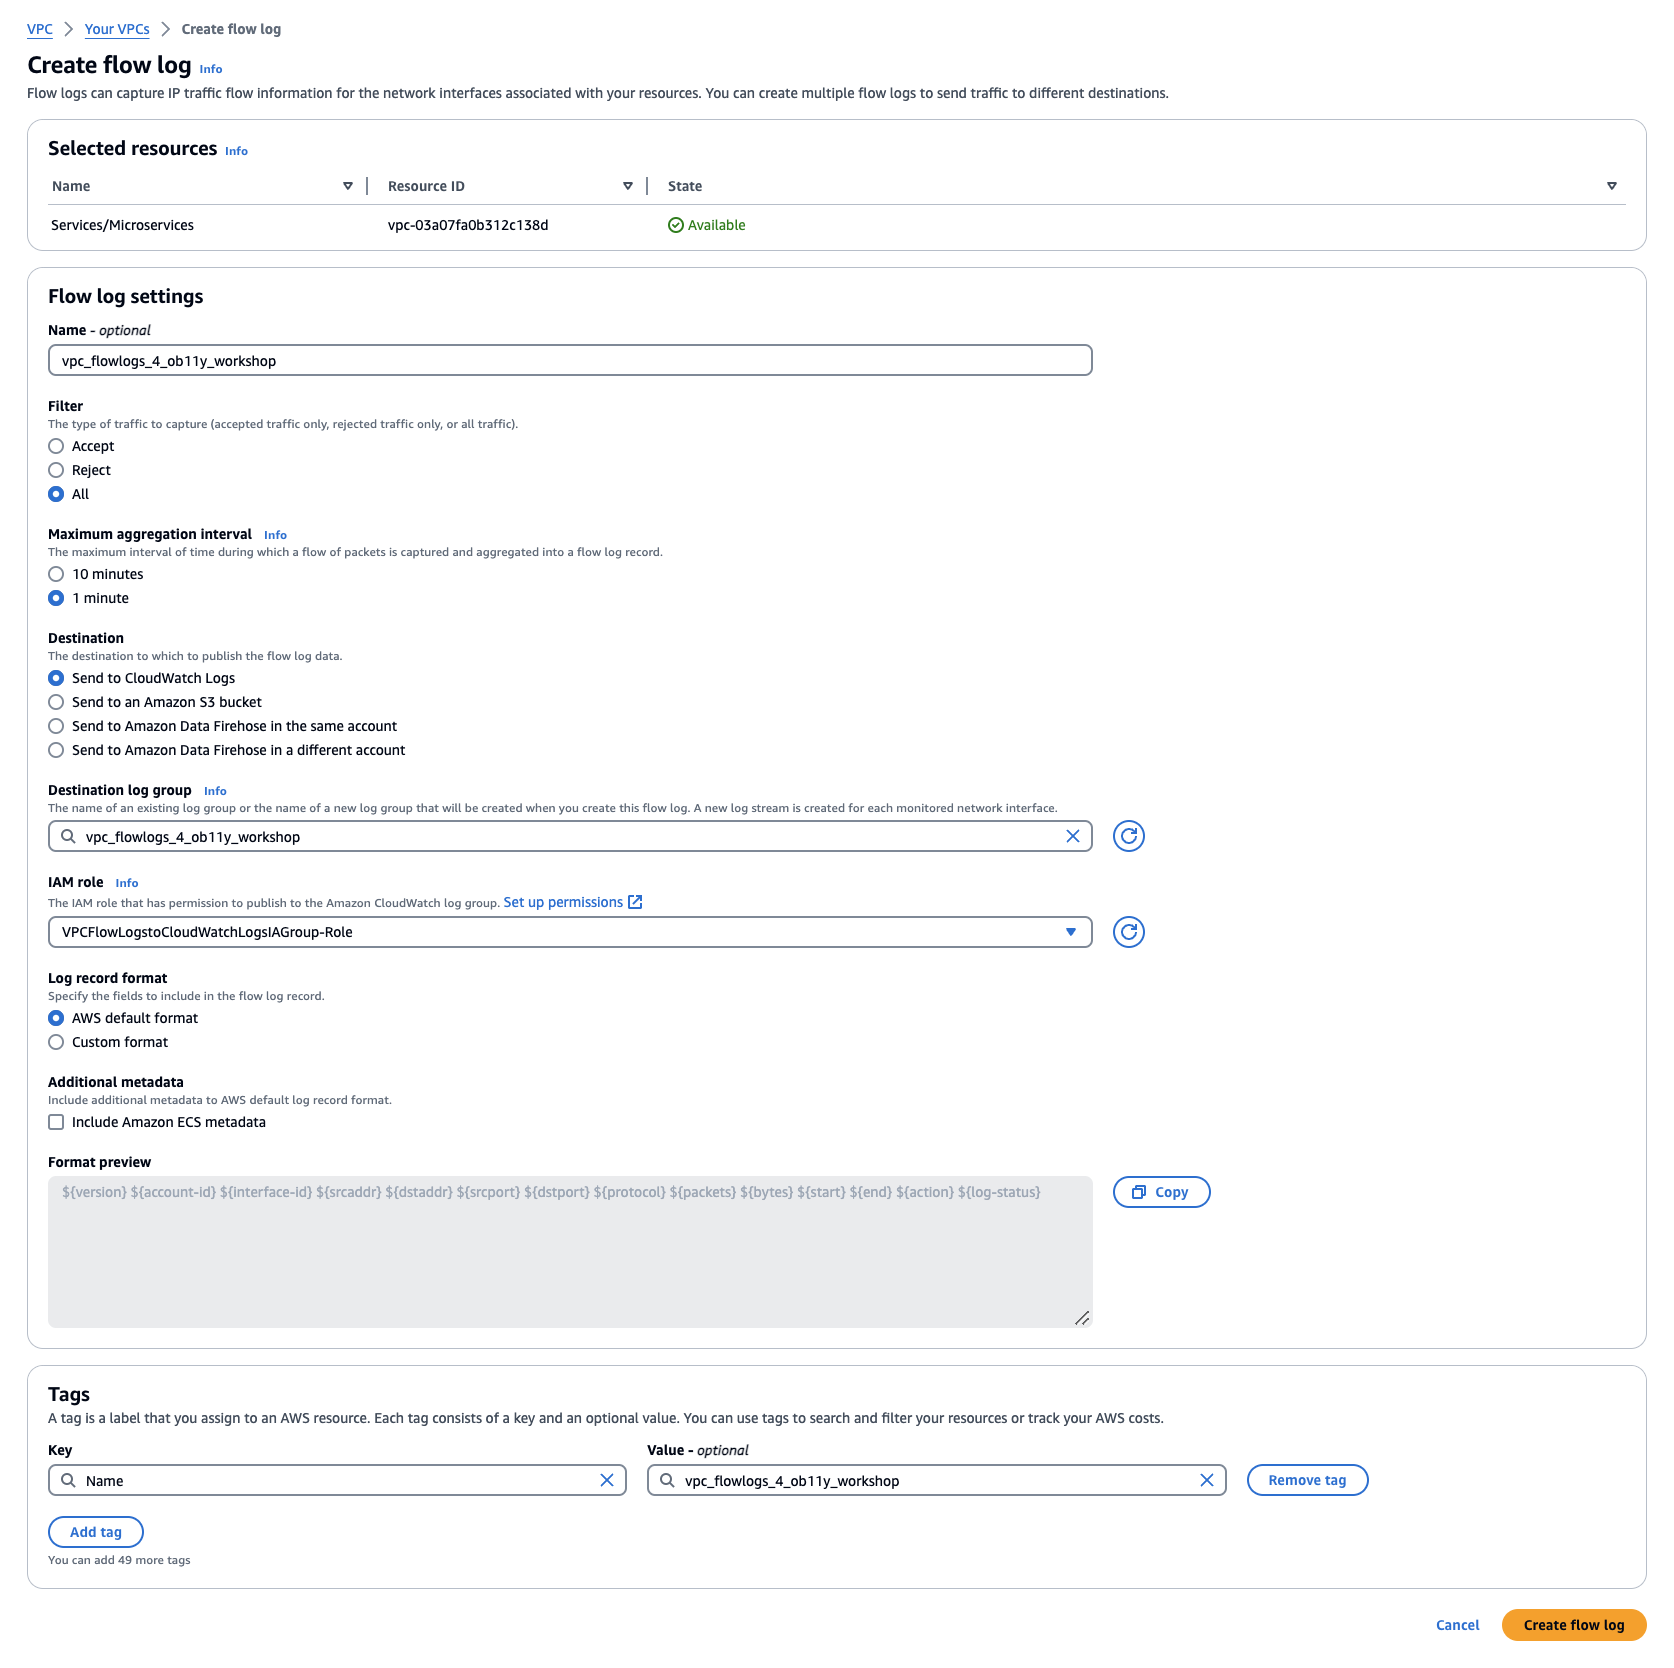 VPC > Your VPCs > Create flow log
Create flow log Info
Flow logs can capture IP traffic flow information for the network interfaces associated with your resources. You can create multiple flow logs to send traffic to different destinations.
Selected resources Info
Name Resource ID State
Services/Microservices vpc-03a07fa0b312c138d Available
Flow log settings
Name - optional
vpc_flowlogs_4_ob11y_workshop
Filter
The type of traffic to capture (accepted traffic only, rejected traffic only, or all traffic).
Accept
Reject
All
Maximum aggregation interval Info
The maximum interval of time during which a flow of packets is captured and aggregated into a flow log record.
10 minutes
1 minute
Destination
The destination to which to publish the flow log data.
Send to CloudWatch Logs
Send to an Amazon S3 bucket
Send to Amazon Data Firehose in the same account
Send to Amazon Data Firehose in a different account
Destination log group Info
The name of an existing log group or the name of a new log group that will be created when you create this flow log. A new log stream is created for each monitored network interface.
vpc_flowlogs_4_ob11y_workshop
IAM role Info
The IAM role that has permission to publish to the Amazon CloudWatch log group. Set up permissions
VPCFlowLogstoCloudWatchLogsIAGroup-Role
Log record format
Specify the fields to include in the flow log record.
AWS default format
Custom format
Additional metadata
Include additional metadata to AWS default log record format.
Include Amazon ECS metadata
Format preview
${version} ${account-id} ${interface-id} ${srcaddr} ${dstaddr} ${srcport} ${dstport} ${protocol} ${packets} ${bytes} ${start} ${end} ${action} ${log-status}
Copy
Tags
A tag is a label that you assign to an AWS resource. Each tag consists of a key and an optional value. You can use tags to search and filter your resources or track your AWS costs.
Key Value - optional
Name vpc_flowlogs_4_ob11y_workshop Remove tag
Add tag
You can add 49 more tags
Cancel Create flow log